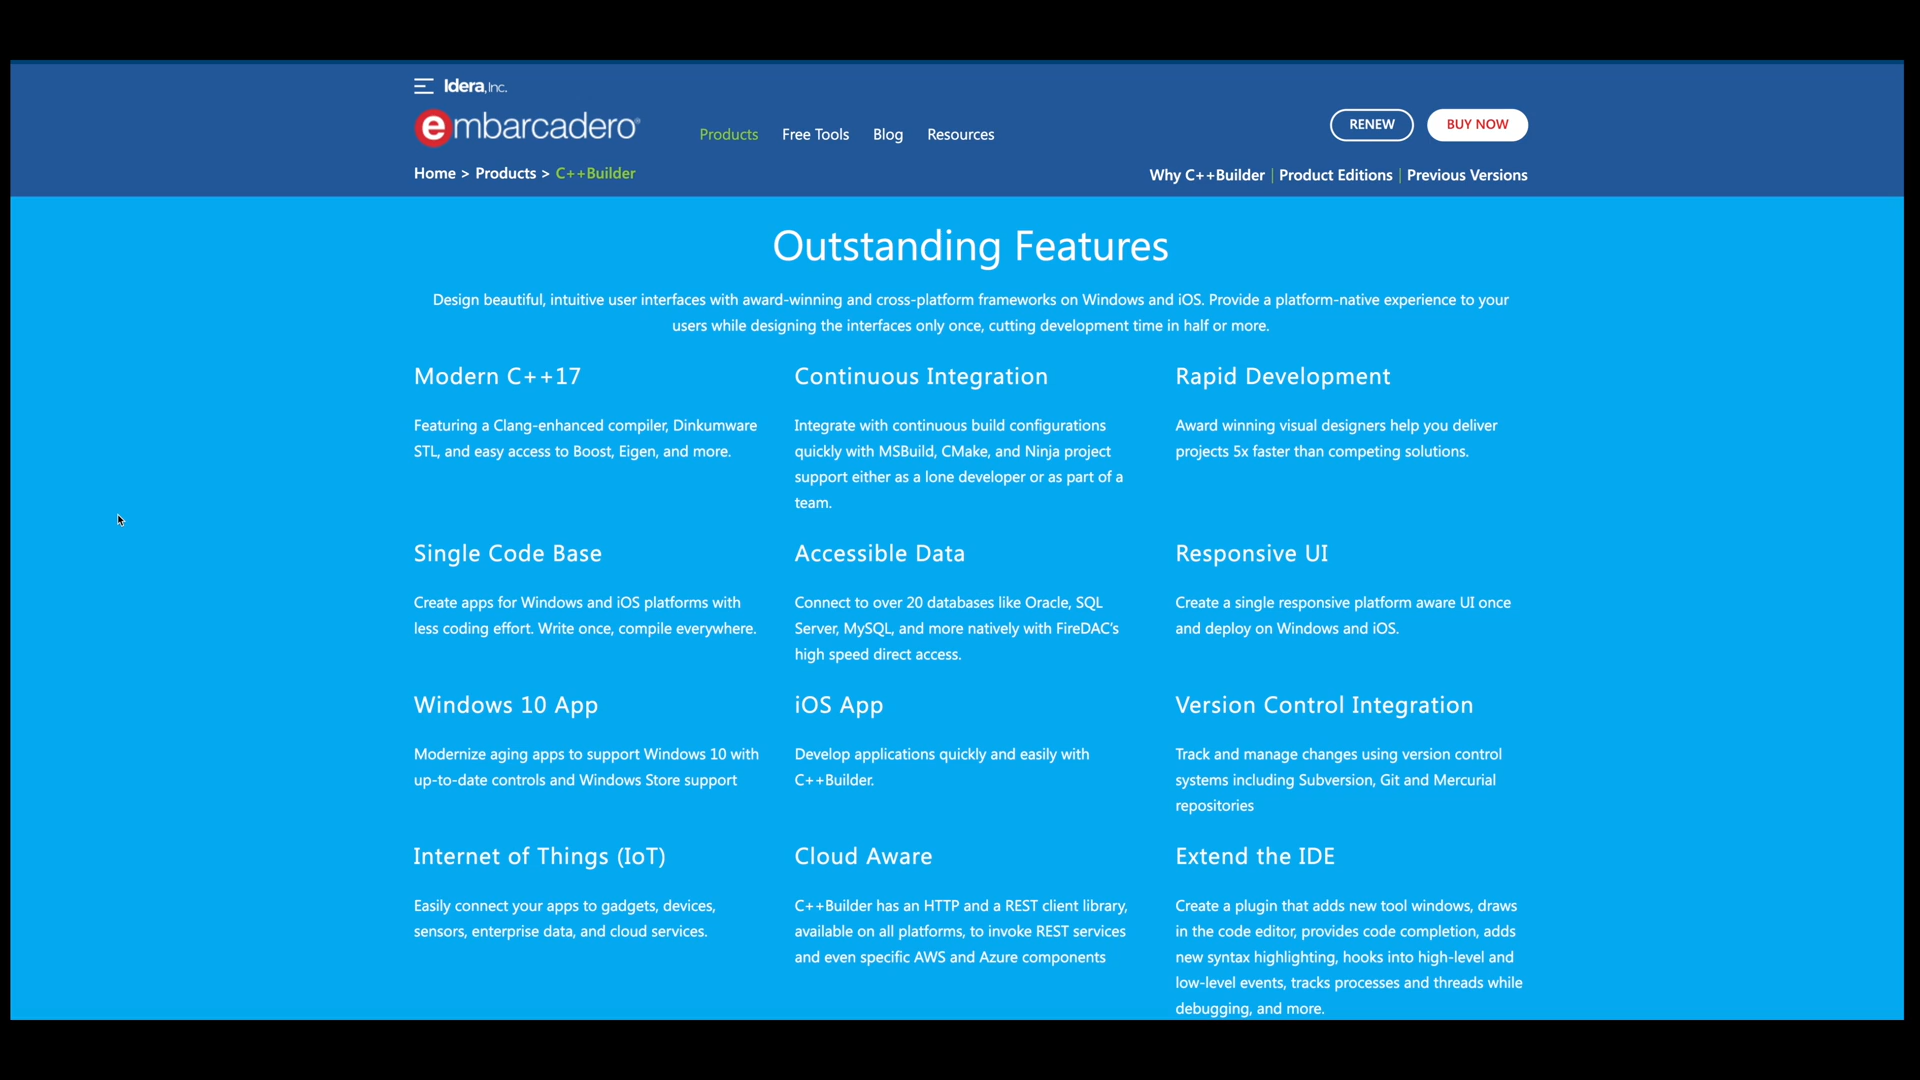 Idera, Inc.
embarcadero®
Products Free Tools Blog Resources
RENEW BUY NOW
Home > Products > C++Builder
Why C++Builder | Product Editions | Previous Versions
Outstanding Features
Design beautiful, intuitive user interfaces with award-winning and cross-platform frameworks on Windows and iOS. Provide a platform-native experience to your
users while designing the interfaces only once, cutting development time in half or more.
Modern C++17
Featuring a Clang-enhanced compiler, Dinkumware
STL, and easy access to Boost, Eigen, and more.
Continuous Integration
Integrate with continuous build configurations
quickly with MSBuild, CMake, and Ninja project
support either as a lone developer or as part of a
team.
Rapid Development
Award winning visual designers help you deliver
projects 5x faster than competing solutions.
Single Code Base
Create apps for Windows and iOS platforms with
less coding effort. Write once, compile everywhere.
Accessible Data
Connect to over 20 databases like Oracle, SQL
Server, MySQL, and more natively with FireDAC's
high speed direct access.
Responsive UI
Create a single responsive platform aware UI once
and deploy on Windows and iOS.
Windows 10 App
Modernize aging apps to support Windows 10 with
up-to-date controls and Windows Store support
iOS App
Develop applications quickly and easily with
C++Builder.
Version Control Integration
Track and manage changes using version control
systems including Subversion, Git and Mercurial
repositories
Internet of Things (IoT)
Easily connect your apps to gadgets, devices,
sensors, enterprise data, and cloud services.
Cloud Aware
C++Builder has an HTTP and a REST client library,
available on all platforms, to invoke REST services
and even specific AWS and Azure components
Extend the IDE
Create a plugin that adds new tool windows, draws
in the code editor, provides code completion, adds
new syntax highlighting, hooks into high-level and
low-level events, tracks processes and threads while
debugging, and more.